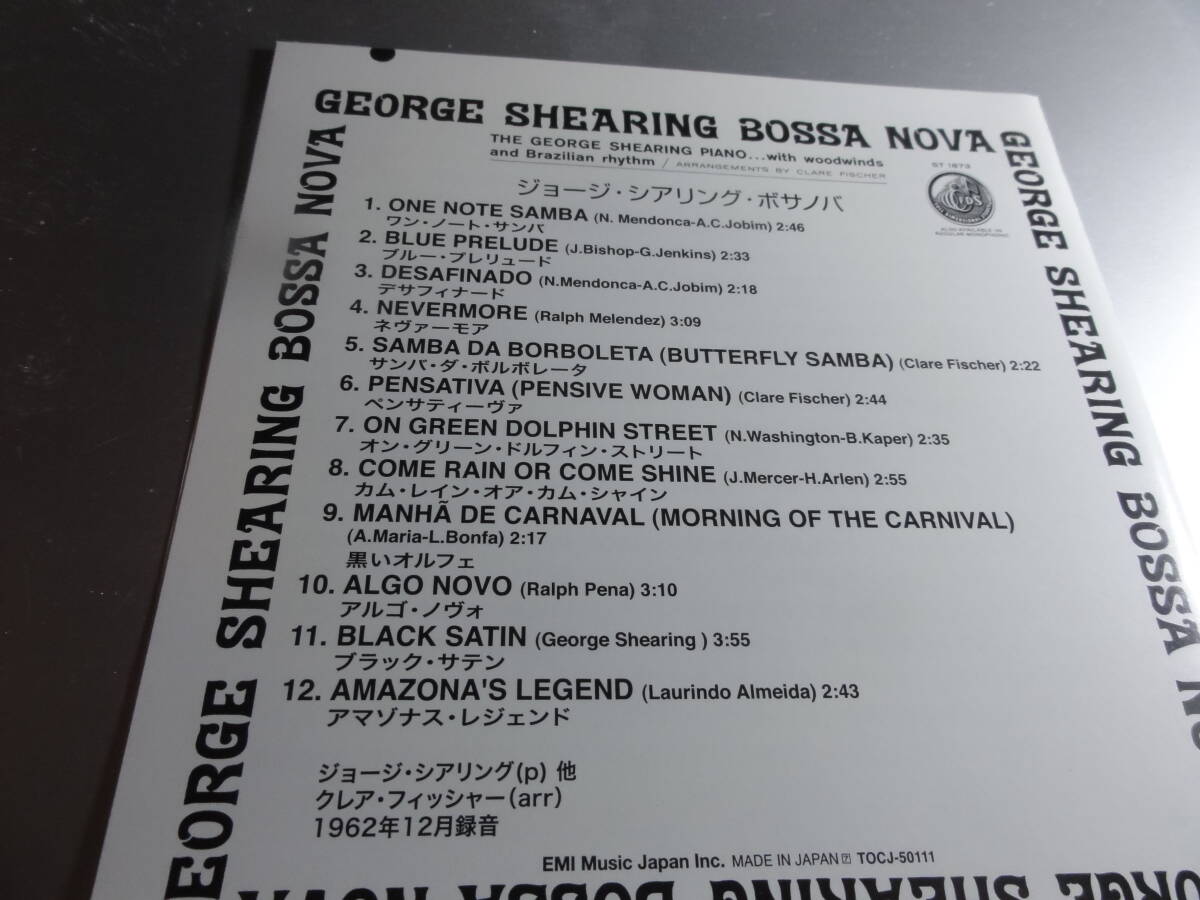 GEORGE SHEARING BOSSA NOVA
THE GEORGE SHEARING PIANO...with woodwinds
and Brazilian rhythm / ARRANGEMENTS BY CLARE FISCHER
ST 1873
FDS
ALSO AVAILABLE IN
REGULAR MONOPHONIC
ジョージ・シアリング・ボサノバ
1. ONE NOTE SAMBA (N. Mendonca-A.C.Jobim) 2:46
ワン・ノート・サンバ
2. BLUE PRELUDE (J.Bishop-G.Jenkins) 2:33
ブルー・プレリュード
3. DESAFINADO (N.Mendonca-A.C.Jobim) 2:18
デサフィナード
4. NEVERMORE (Ralph Melendez) 3:09
ネヴァーモア
5. SAMBA DA BORBOLETA (BUTTERFLY SAMBA) (Clare Fischer) 2:22
サンバ・ダ・ボルボレータ
6. PENSATIVA (PENSIVE WOMAN) (Clare Fischer) 2:44
ペンサティーヴァ
7. ON GREEN DOLPHIN STREET (N.Washington-B.Kaper) 2:35
オン・グリーン・ドルフィン・ストリート
8. COME RAIN OR COME SHINE (J.Mercer-H.Arlen) 2:55
カム・レイン・オア・カム・シャイン
9. MANHÃ DE CARNAVAL (MORNING OF THE CARNIVAL)
(A.Maria-L.Bonfa) 2:17
黒いオルフェ
10. ALGO NOVO (Ralph Pena) 3:10
アルゴ・ノヴォ
11. BLACK SATIN (George Shearing ) 3:55
ブラック・サテン
12. AMAZONA'S LEGEND (Laurindo Almeida) 2:43
アマゾナス・レジェンド
ジョージ・シアリング(p) 他
クレア・フィッシャー(arr)
1962年12月録音
EMI Music Japan Inc. MADE IN JAPAN Ⓟ TOCJ-50111
GEORGE SHEARING BOSSA NO
EORGE SHEARING BOSSA NOVA
ORGE SHEARING BOSSA NOVA